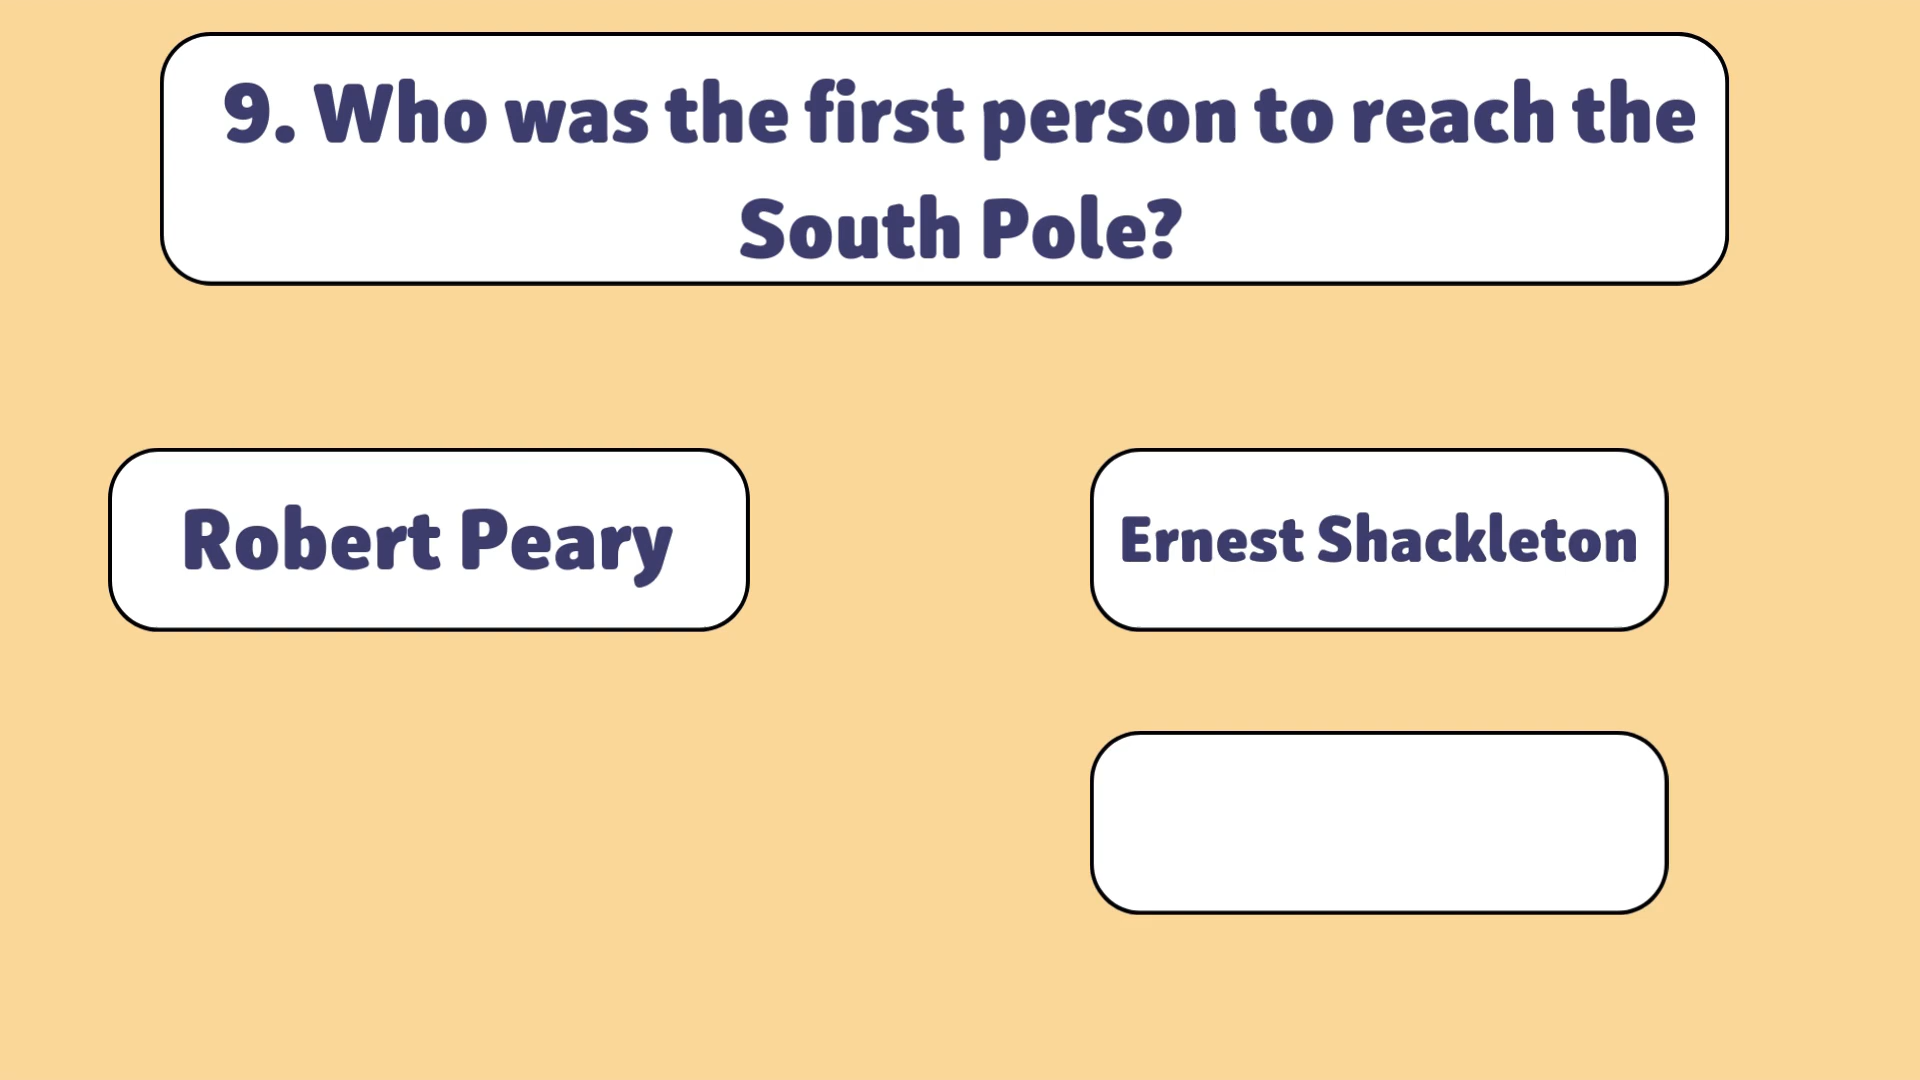 9. Who was the first person to reach the
South Pole?
Robert Peary
Ernest Shackleton